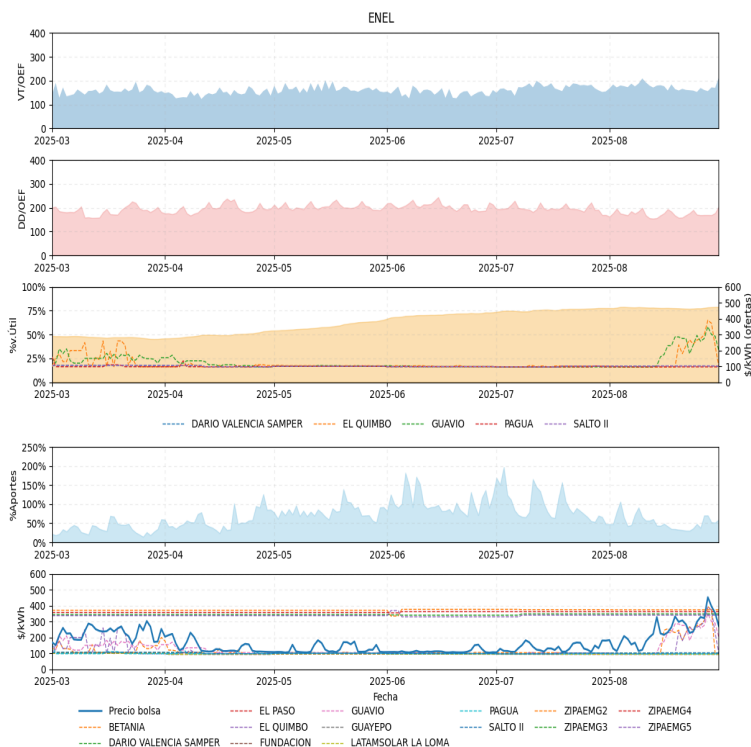 ENEL
400
300
200
100
0
VT/OEF
2025-03 2025-04 2025-05 2025-06 2025-07 2025-08
400
300
200
100
0
DD/OEF
2025-03 2025-04 2025-05 2025-06 2025-07 2025-08
100% 600
500
75% 400
50% 300
200
25% 100
0% 0
%v.Útil
$/kWh (ofertas)
2025-03 2025-04 2025-05 2025-06 2025-07 2025-08
DARIO VALENCIA SAMPER EL QUIMBO GUAVIO PAGUA SALTO II
250%
200%
150%
100%
50%
0%
%Aportes
2025-03 2025-04 2025-05 2025-06 2025-07 2025-08
600
500
400
300
200
100
0
$/kWh
2025-03 2025-04 2025-05 2025-06 2025-07 2025-08
Fecha
Precio bolsa EL PASO GUAVIO PAGUA ZIPAEMG2 ZIPAEMG4
BETANIA EL QUIMBO GUAYEPO SALTO II ZIPAEMG3 ZIPAEMG5
DARIO VALENCIA SAMPER FUNDACION LATAMSOLAR LA LOMA